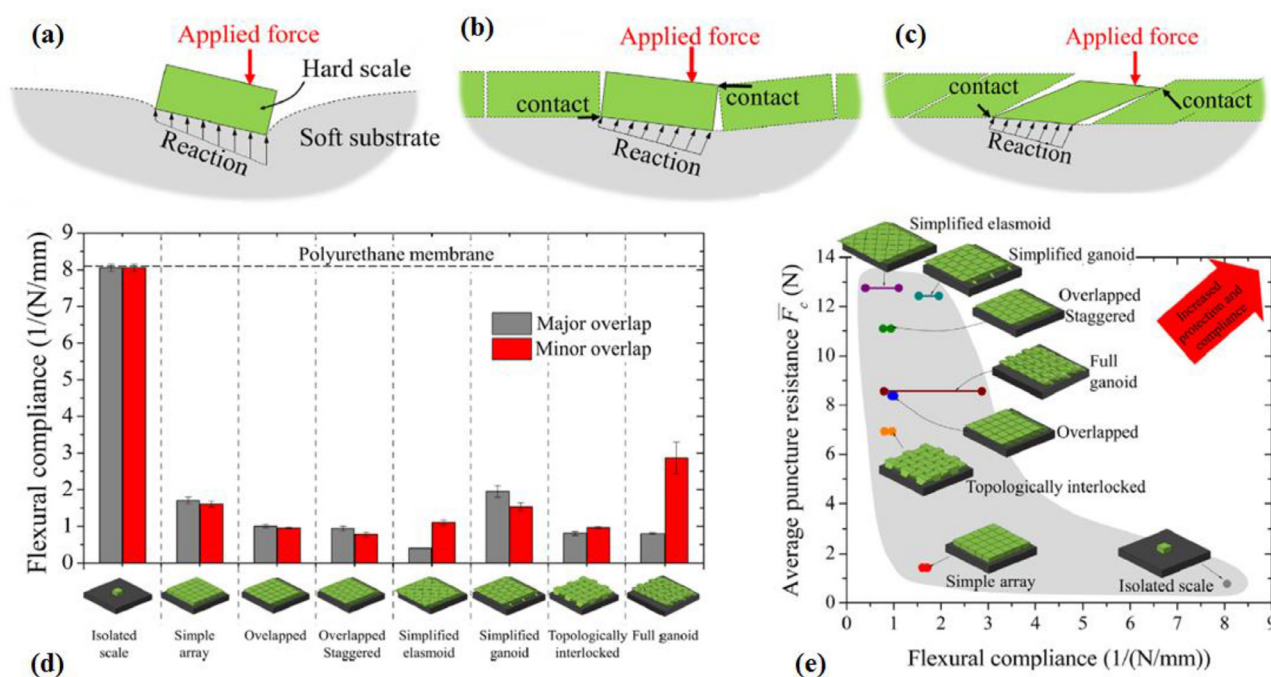 (a)
Applied force
Hard scale
Soft substrate
Reaction
(b)
Applied force
contact
contact
Reaction
(c)
Applied force
contact
contact
Reaction
Flexural compliance (1/(N/mm))
9
8
7
6
5
4
3
2
1
0
Polyurethane membrane
Major overlap
Minor overlap
Isolated
scale
Simple
array
Ovelapped
Overlapped
Staggered
Simplified
elasmoid
Simplified
ganoid
Topologically
interlocked
Full ganoid
(d)
Average puncture resistance F̅c (N)
14
12
10
8
6
4
2
0
Simplified elasmoid
Simplified ganoid
Overlapped
Staggered
Full
ganoid
Overlapped
Topologically interlocked
Simple array
Isolated scale
Increased
protection and
compliance
0 1 2 3 4 5 6 7 8 9
Flexural compliance (1/(N/mm))
(e)